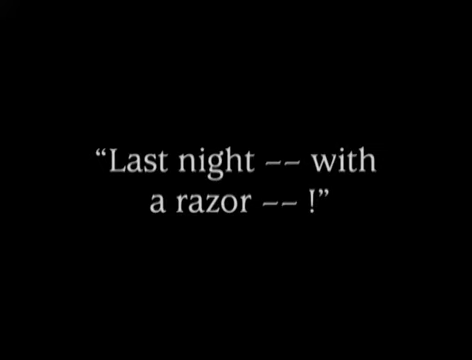 “Last night -- with
a razor -- !”